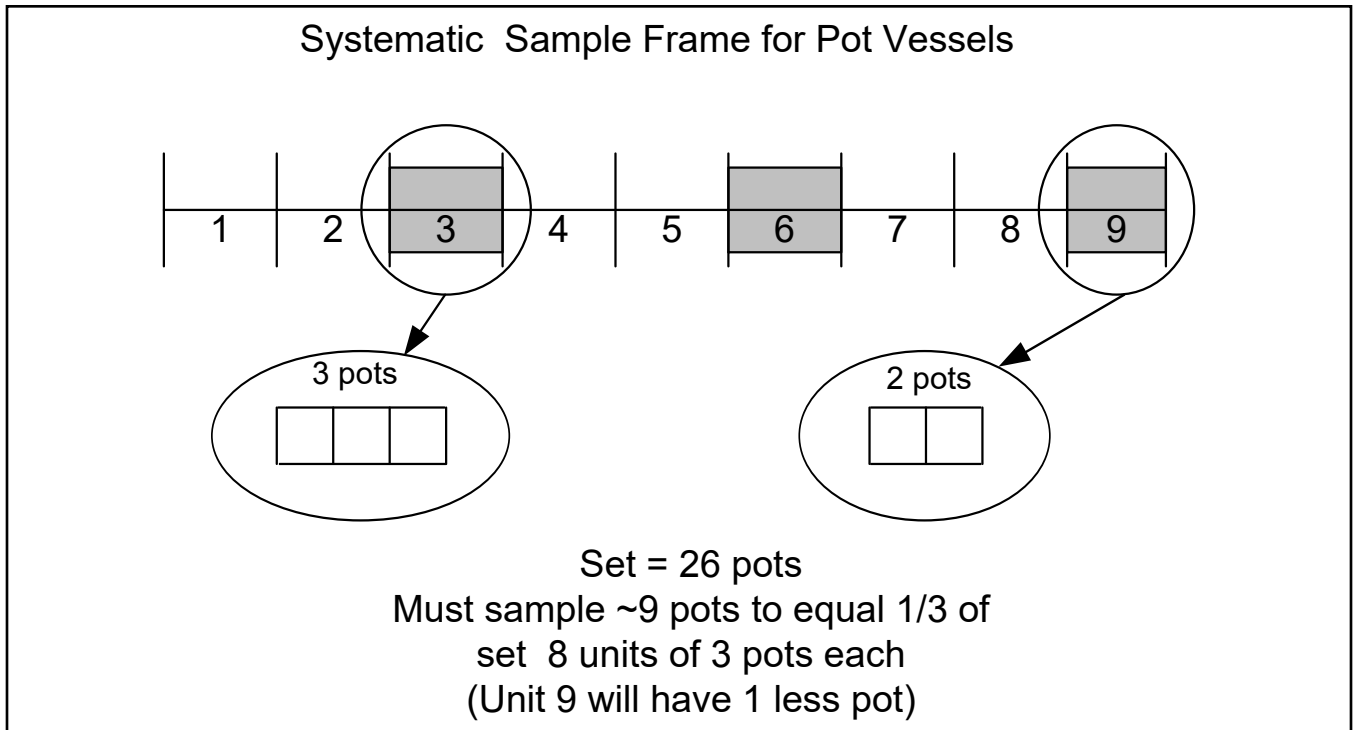 Systematic Sample Frame for Pot Vessels
1 2 3 4 5 6 7 8 9
3 pots
2 pots
Set = 26 pots
Must sample ~9 pots to equal 1/3 of
set 8 units of 3 pots each
(Unit 9 will have 1 less pot)